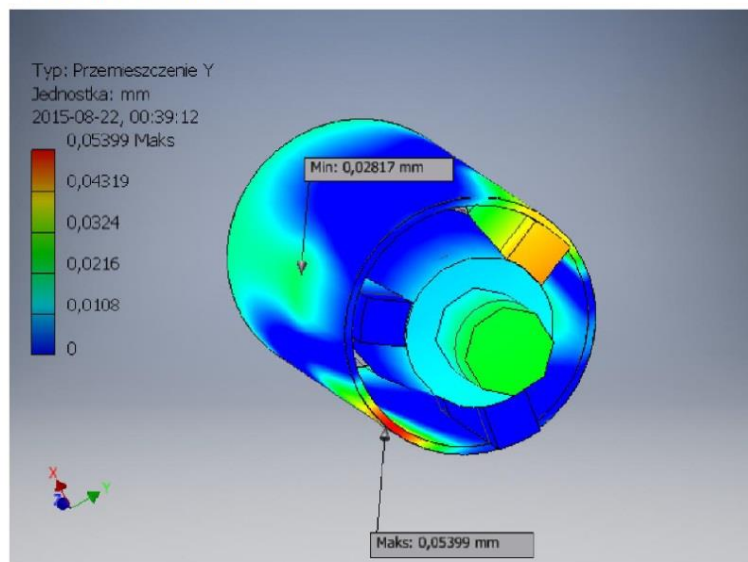 Typ: Przemieszczenie Y
Jednostka: mm
2015-08-22, 00:39:12
0,05399 Maks
0,04319
0,0324
0,0216
0,0108
0
Min: 0,02817 mm
Maks: 0,05399 mm
X
Y
Z